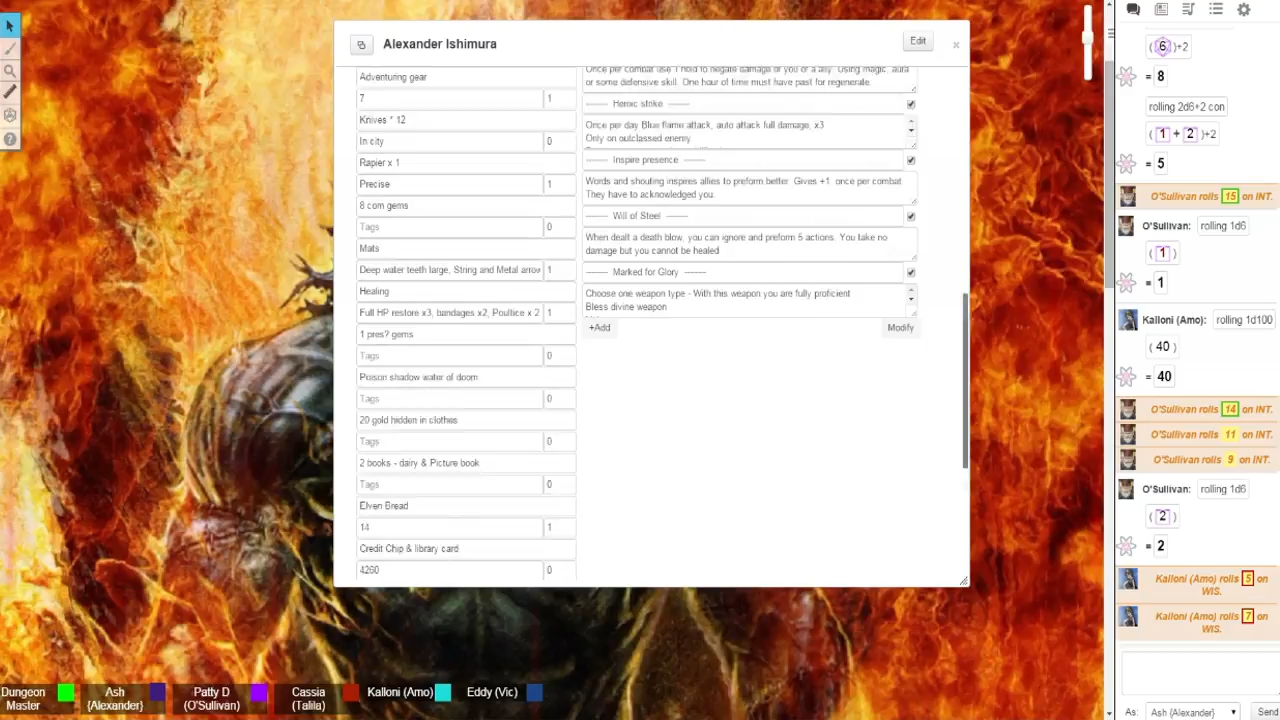 Alexander Ishimura
Edit
×
Adventuring gear
7
1
Knives * 12
In city
0
Rapier x 1
Precise
1
8 com gems
Tags
0
Mats
Deep water teeth large, String and Metal arrow
1
Healing
Full HP restore x3, bandages x2, Poultice x 2
1
1 pres? gems
Tags
0
Poison shadow water of doom
Tags
0
20 gold hidden in clothes
Tags
0
2 books - dairy & Picture book
Tags
0
Elven Bread
14
1
Credit Chip & library card
4260
0
Once per combat use 1 hold to negate damage of you or a ally. Using magic, aura
or some defensive skill. One hour of time must have past for regenerate.
------- Heroic strike -------
Once per day Blue flame attack, auto attack full damage, x3
Only on outclassed enemy
------- Inspire presence -------
Words and shouting inspires allies to preform better. Gives +1 once per combat
They have to acknowledged you.
------- Will of Steel -------
When dealt a death blow, you can ignore and preform 5 actions. You take no
damage but you cannot be healed
------- Marked for Glory -------
Choose one weapon type - With this weapon you are fully proficient
Bless divine weapon
+Add
Modify
(6)+2
= 8
rolling 2d6+2 con
(1 + 2)+2
= 5
O'Sullivan rolls 15 on INT.
O'Sullivan: rolling 1d6
(1)
= 1
Kalloni (Amo): rolling 1d100
(40)
= 40
O'Sullivan rolls 14 on INT.
O'Sullivan rolls 11 on INT.
O'Sullivan rolls 9 on INT.
O'Sullivan: rolling 1d6
(2)
= 2
Kalloni (Amo) rolls 5 on
WIS.
Kalloni (Amo) rolls 7 on
WIS.
As: Ash {Alexander} Send
Dungeon
Master
Ash
{Alexander}
Patty D
(O'Sullivan)
Cassia
(Talila)
Kalloni (Amo)
Eddy (Vic)